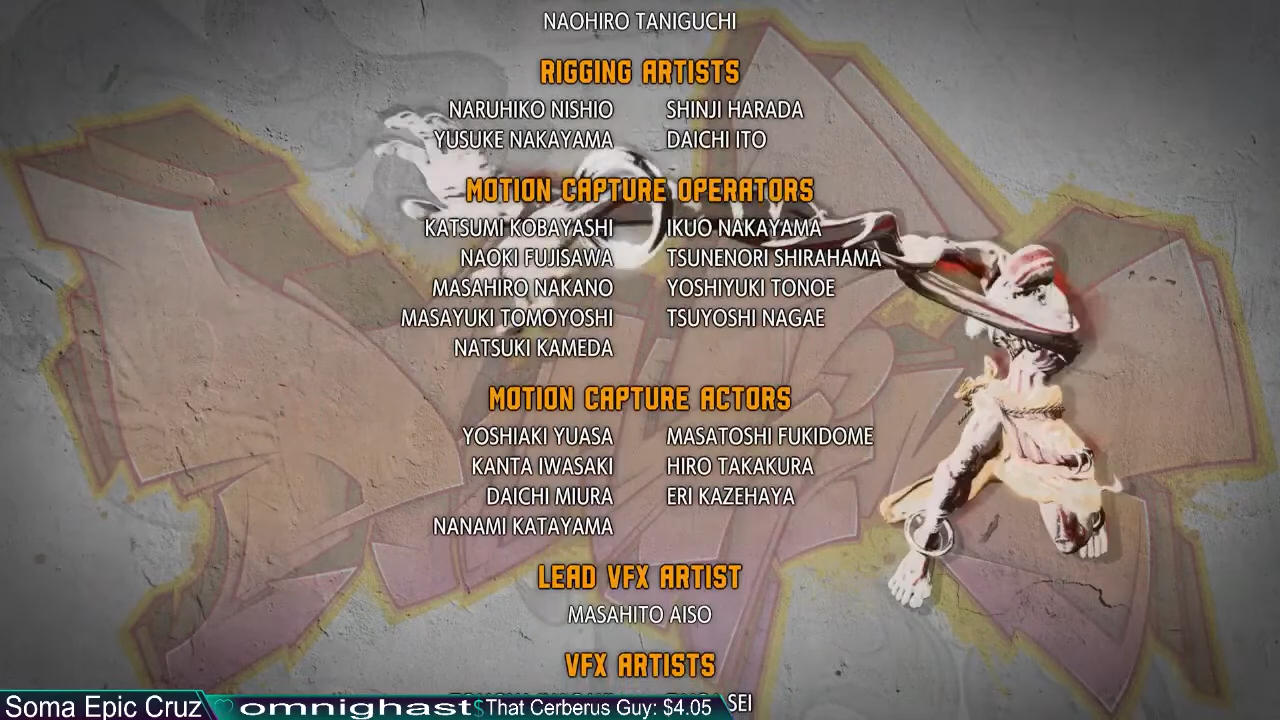 NAOHIRO TANIGUCHI
RIGGING ARTISTS
NARUHIKO NISHIO SHINJI HARADA
YUSUKE NAKAYAMA DAICHI ITO
MOTION CAPTURE OPERATORS
KATSUMI KOBAYASHI IKUO NAKAYAMA
NAOKI FUJISAWA TSUNENORI SHIRAHAMA
MASAHIRO NAKANO YOSHIYUKI TONOE
MASAYUKI TOMOYOSHI TSUYOSHI NAGAE
NATSUKI KAMEDA
MOTION CAPTURE ACTORS
YOSHIAKI YUASA MASATOSHI FUKIDOME
KANTA IWASAKI HIRO TAKAKURA
DAICHI MIURA ERI KAZEHAYA
NANAMI KATAYAMA
LEAD VFX ARTIST
MASAHITO AISO
VFX ARTISTS
SEI
Soma Epic Cruz omnighast $ That Cerberus Guy: $4.05